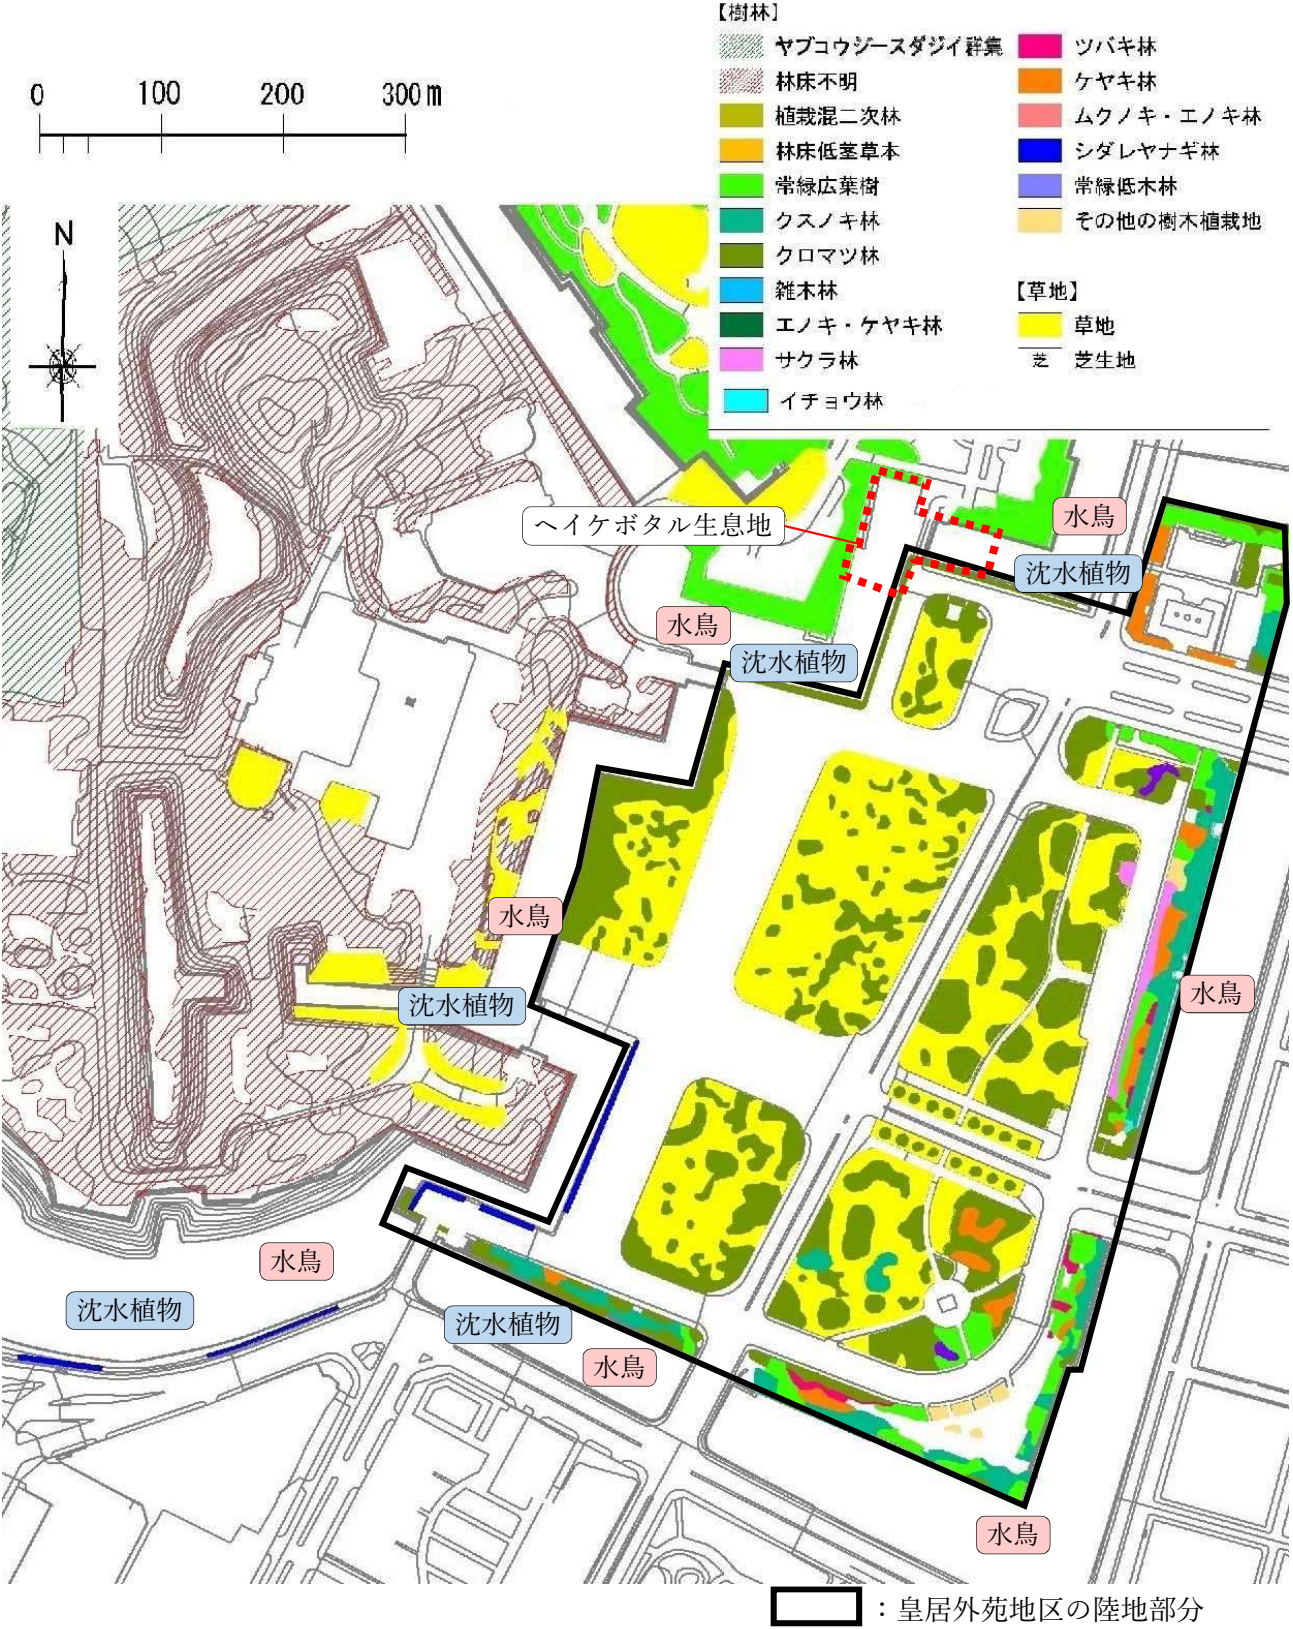 【樹林】
ヤブコウジースダジイ群集
林床不明
植栽混二次林
林床低茎草本
常緑広葉樹
クスノキ林
クロマツ林
雑木林
エノキ・ケヤキ林
サクラ林
イチョウ林
ツバキ林
ケヤキ林
ムクノキ・エノキ林
シダレヤナギ林
常緑低木林
その他の樹木植栽地
【草地】
草地
芝 芝生地
0 100 200 300m
N
ヘイケボタル生息地
水鳥
沈水植物
水鳥
沈水植物
水鳥
沈水植物
水鳥
水鳥
沈水植物
沈水植物
水鳥
水鳥
：皇居外苑地区の陸地部分